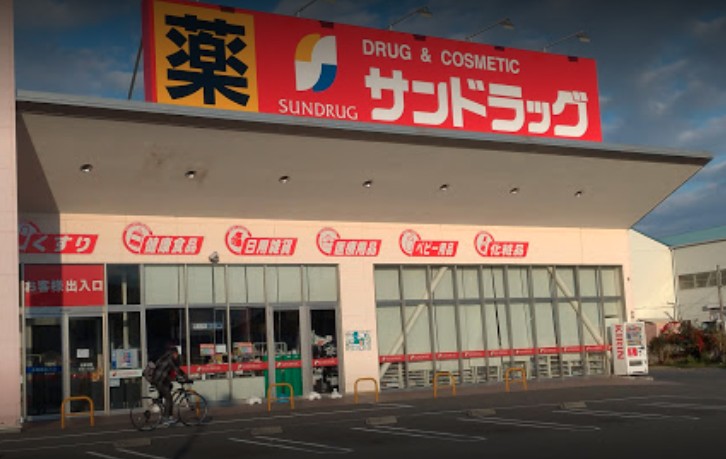 薬
SUNDRUG
DRUG & COSMETIC
サンドラッグ
くすり
健康食品
日用雑貨
医療用品
ベビー用品
化粧品
お客様出入口
KIRIN